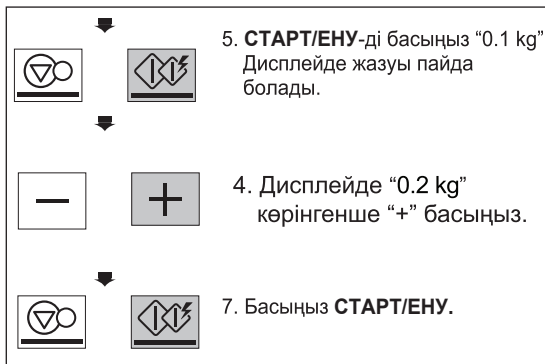 5. СТАРТ/ЕНУ-ді басыңыз “0.1 kg”
Дисплейде жазуы пайда
болады.
4. Дисплейде “0.2 kg”
көрінгенше “+” басыңыз.
7. Басыңыз СТАРТ/ЕНУ.